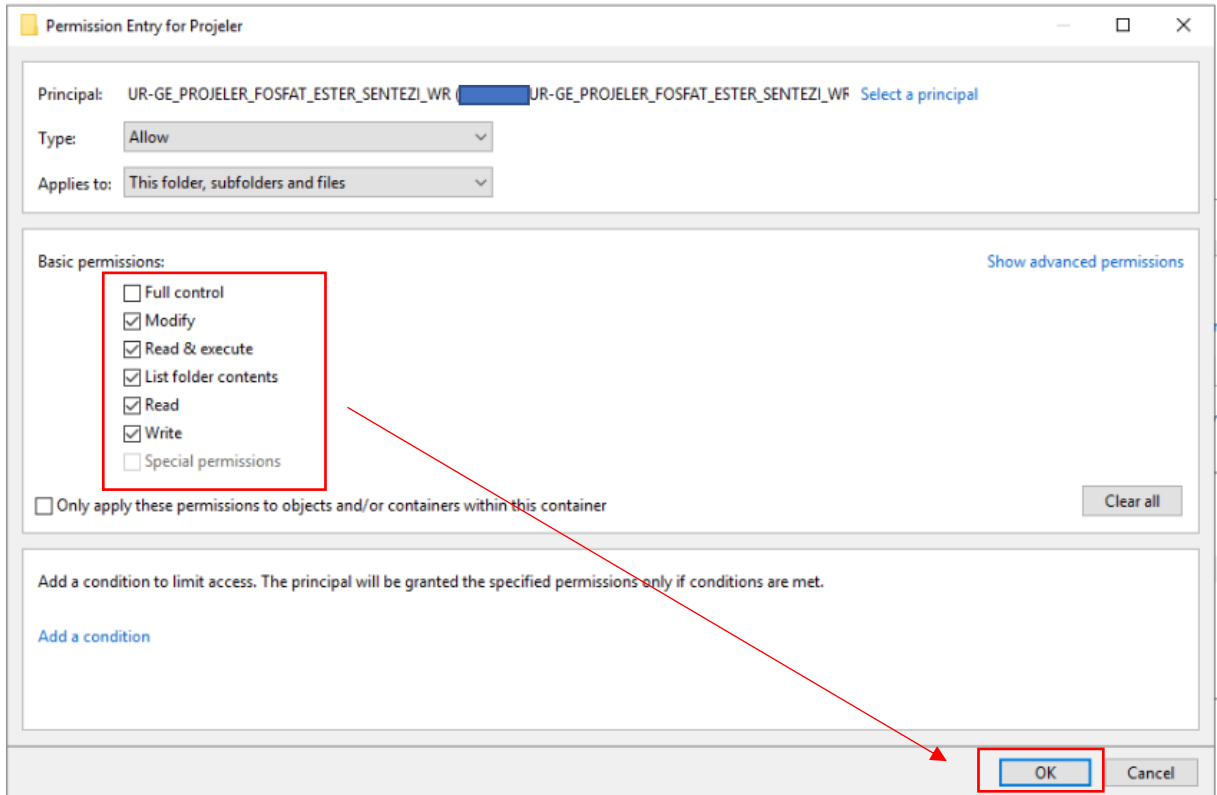 Permission Entry for Projeler
Principal: UR-GE_PROJELER_FOSFAT_ESTER_SENTEZI_WR ( UR-GE_PROJELER_FOSFAT_ESTER_SENTEZI_WR Select a principal
Type: Allow
Applies to: This folder, subfolders and files
Basic permissions: Show advanced permissions
Full control
Modify
Read & execute
List folder contents
Read
Write
Special permissions
Only apply these permissions to objects and/or containers within this container Clear all
Add a condition to limit access. The principal will be granted the specified permissions only if conditions are met.
Add a condition
OK Cancel